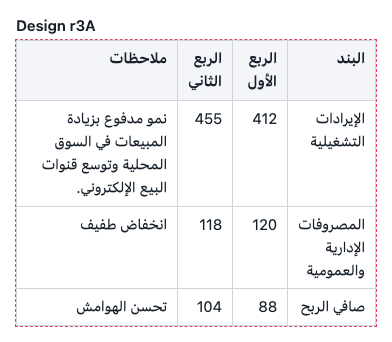 Design r3A
البند	الربع الأول	الربع الثاني	ملاحظات
الإيرادات التشغيلية	412	455	نمو مدفوع بزيادة المبيعات في السوق المحلية وتوسع قنوات البيع الإلكتروني.
المصروفات الإدارية والعمومية	120	118	انخفاض طفيف
صافي الربح	88	104	تحسن الهوامش